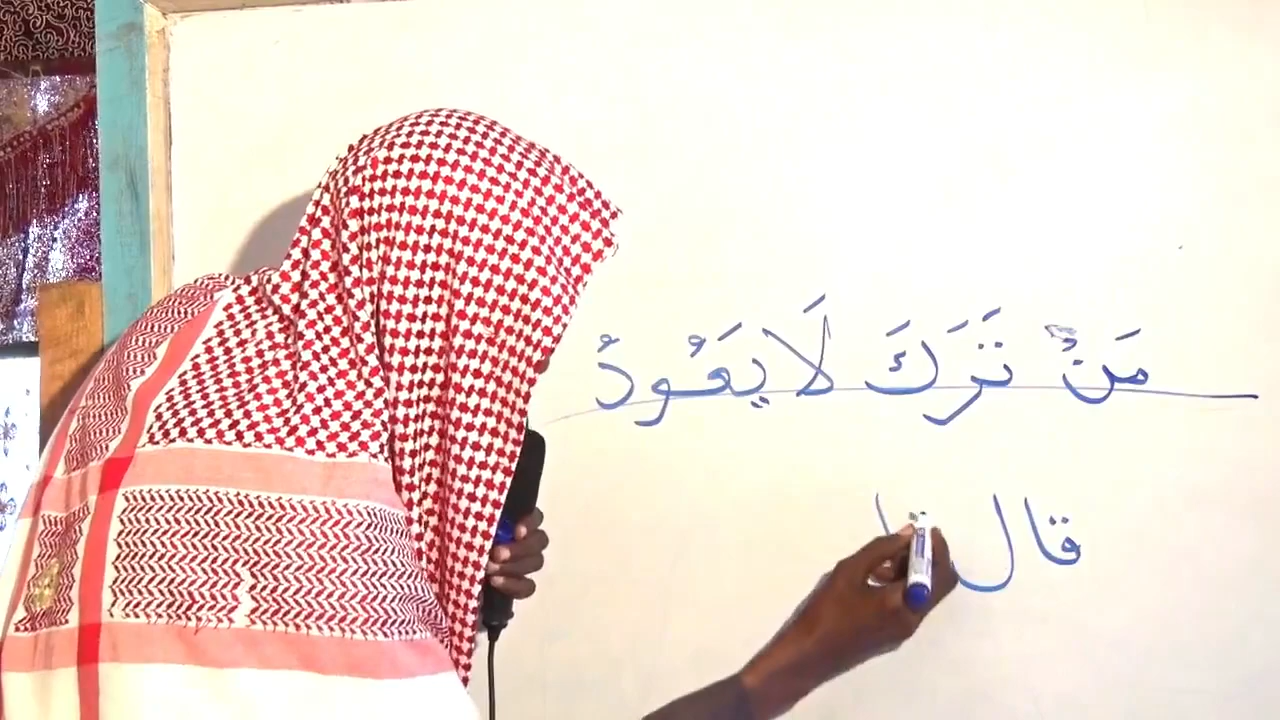 مَنْ تَرَكَ لَا يَعُودُ
قال